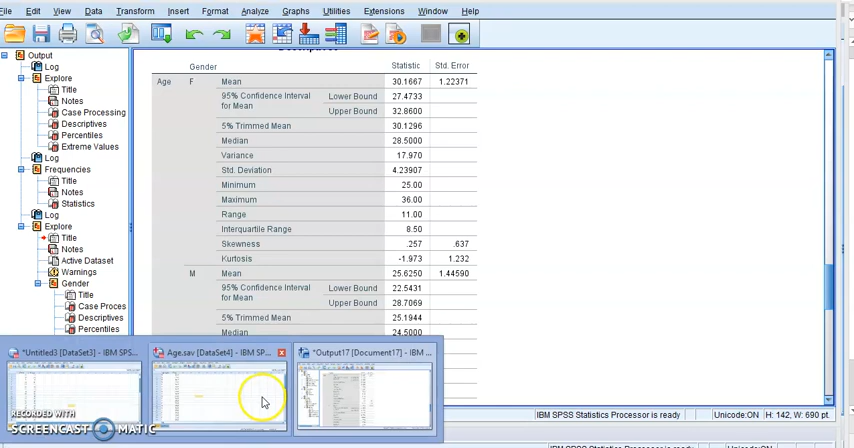 File Edit View Data Transform Insert Format Analyze Graphs Utilities Extensions Window Help
Output
Log
Explore
Title
Notes
Case Processing
Descriptives
Percentiles
Extreme Values
Log
Frequencies
Title
Notes
Statistics
Log
Explore
Title
Notes
Active Dataset
Warnings
Gender
Title
Case Proces
Descriptives
Percentiles
Descriptives
Gender Statistic Std. Error
Age F Mean 30.1667 1.22371
95% Confidence Interval for Mean Lower Bound 27.4733
Upper Bound 32.8600
5% Trimmed Mean 30.1296
Median 28.5000
Variance 17.970
Std. Deviation 4.23907
Minimum 25.00
Maximum 36.00
Range 11.00
Interquartile Range 8.50
Skewness .257 .637
Kurtosis -1.973 1.232
M Mean 25.6250 1.44590
95% Confidence Interval for Mean Lower Bound 22.5431
Upper Bound 28.7069
5% Trimmed Mean 25.1944
Median 24.5000
*Untitled3 [DataSet3] - IBM SPS...
Age.sav [DataSet4] - IBM SP...
*Output17 [Document17] - IBM ...
RECORDED WITH
SCREENCAST MATIC
IBM SPSS Statistics Processor is ready Unicode:ON H: 142, W: 690 pt.